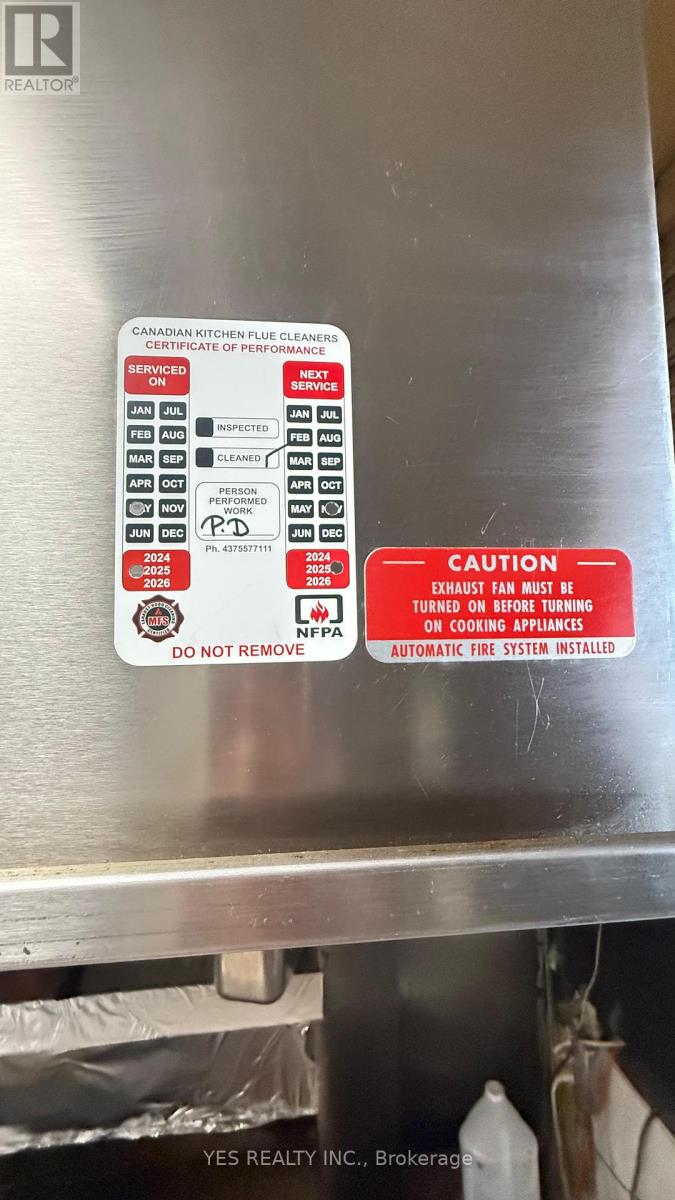 R
REALTOR®
CANADIAN KITCHEN FLUE CLEANERS
CERTIFICATE OF PERFORMANCE
SERVICED ON
NEXT SERVICE
JAN JUL
FEB AUG
MAR SEP
APR OCT
NOV
JUN DEC
INSPECTED
CLEANED
PERSON
PERFORMED
WORK
P.D
Ph. 4375577111
JAN JUL
FEB AUG
MAR SEP
APR OCT
MAY
JUN DEC
2024
2025
2026
2024
2025
2026
MFS
NFPA
DO NOT REMOVE
CAUTION
EXHAUST FAN MUST BE
TURNED ON BEFORE TURNING
ON COOKING APPLIANCES
AUTOMATIC FIRE SYSTEM INSTALLED
YES REALTY INC., Brokerage